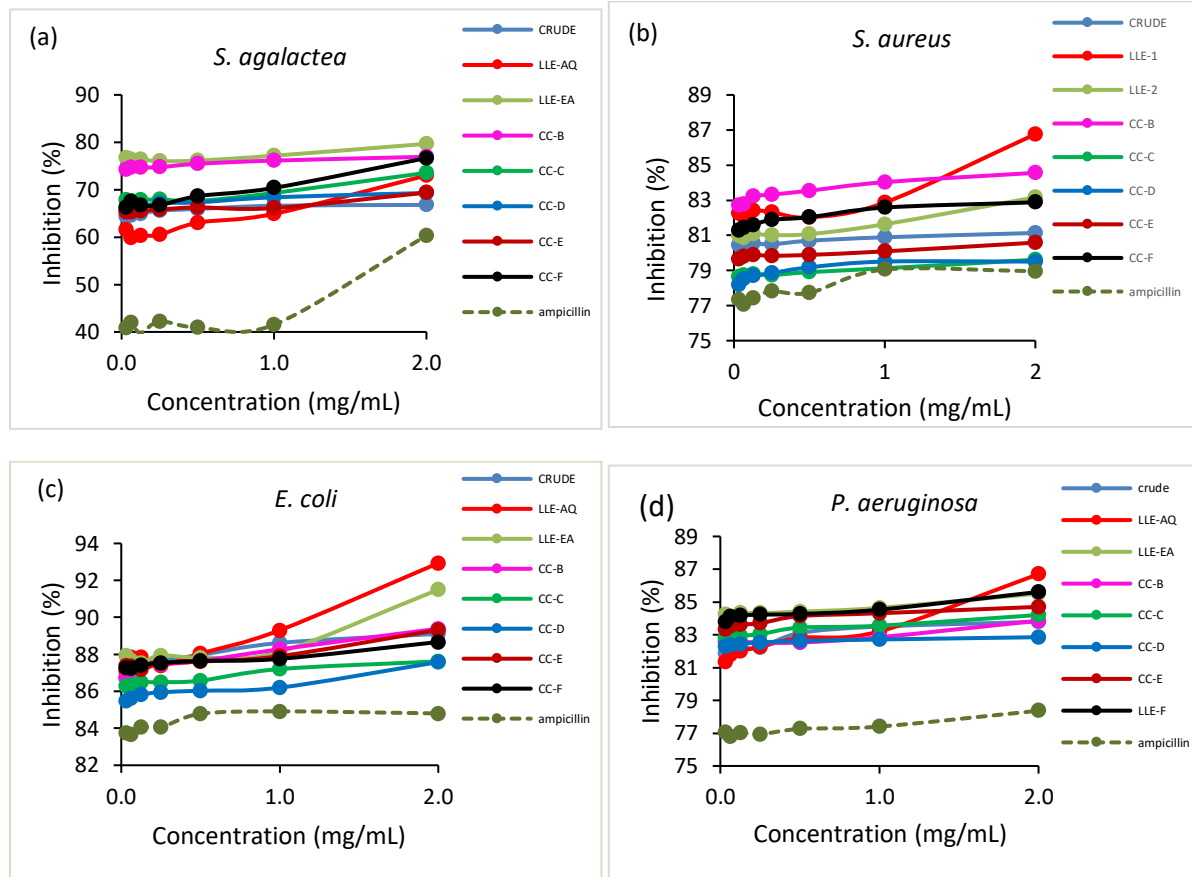 (a)
S. agalactea
Inhibition (%)
90
80
70
60
50
40
0.0
1.0
2.0
Concentration (mg/mL)
CRUDE
LLE-AQ
LLE-EA
CC-B
CC-C
CC-D
CC-E
CC-F
ampicillin
(b)
S. aureus
Inhibition (%)
89
87
85
83
81
79
77
75
0
1
2
Concentration (mg/mL)
CRUDE
LLE-1
LLE-2
CC-B
CC-C
CC-D
CC-E
CC-F
ampicillin
(c)
E. coli
Inhibition (%)
94
92
90
88
86
84
82
0.0
1.0
2.0
Concentration (mg/mL)
CRUDE
LLE-AQ
LLE-EA
CC-B
CC-C
CC-D
CC-E
CC-F
ampicillin
(d)
P. aeruginosa
Inhibition (%)
89
87
85
83
81
79
77
75
0.0
1.0
2.0
Concentration (mg/mL)
crude
LLE-AQ
LLE-EA
CC-B
CC-C
CC-D
CC-E
LLE-F
ampicillin